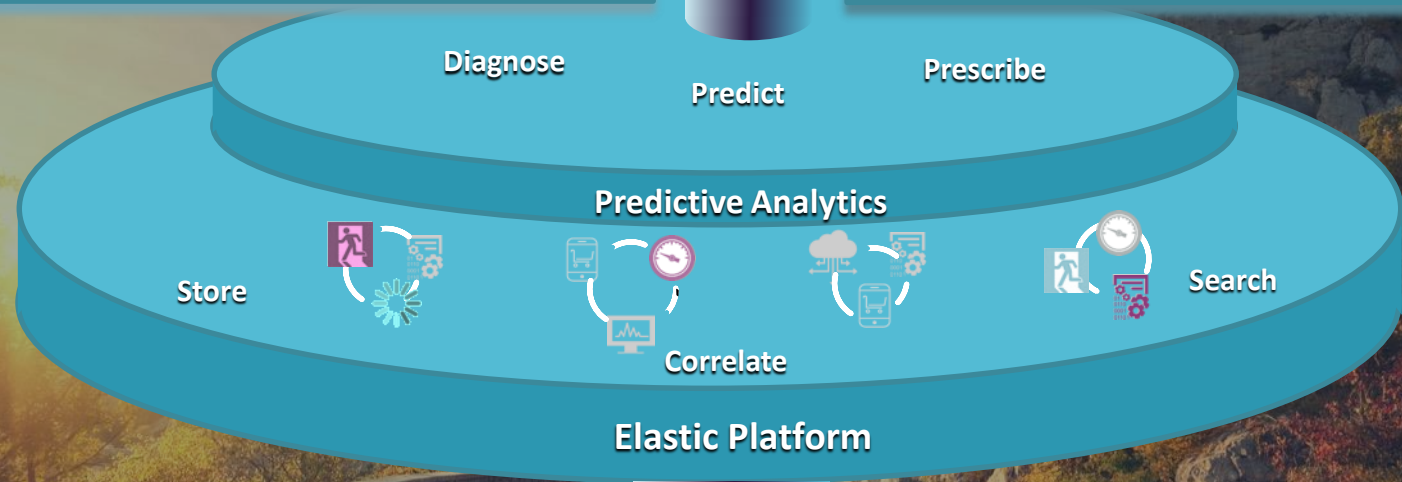 Diagnose
Predict
Prescribe
Predictive Analytics
Store
Search
Correlate
Elastic Platform